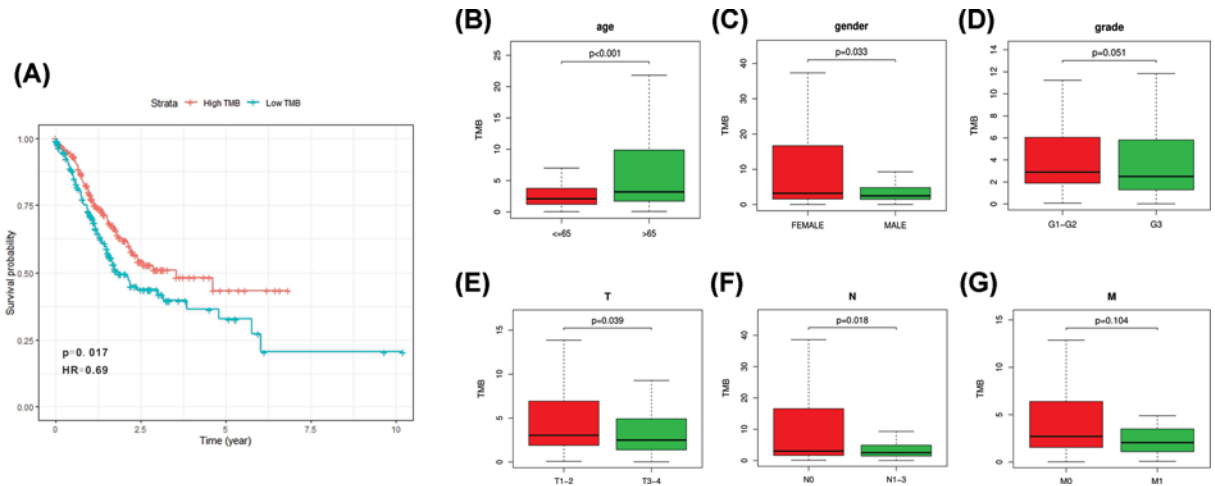 (A)
Strata High TMB Low TMB
Survival probability
1.00
0.75
0.50
0.25
0.00
p=0.017
HR=0.69
0 2.5 5 7.5 10
Time (year)
(B)
age
p<0.001
TMB
25
20
15
10
5
0
<=65 >65
(C)
gender
p=0.033
TMB
40
30
20
10
0
FEMALE MALE
(D)
grade
p=0.051
TMB
14
12
10
8
6
4
2
0
G1-G2 G3
(E)
T
p=0.039
TMB
15
10
5
0
T1-2 T3-4
(F)
N
p=0.018
TMB
40
30
20
10
0
N0 N1-3
(G)
M
p=0.104
TMB
15
10
5
0
M0 M1